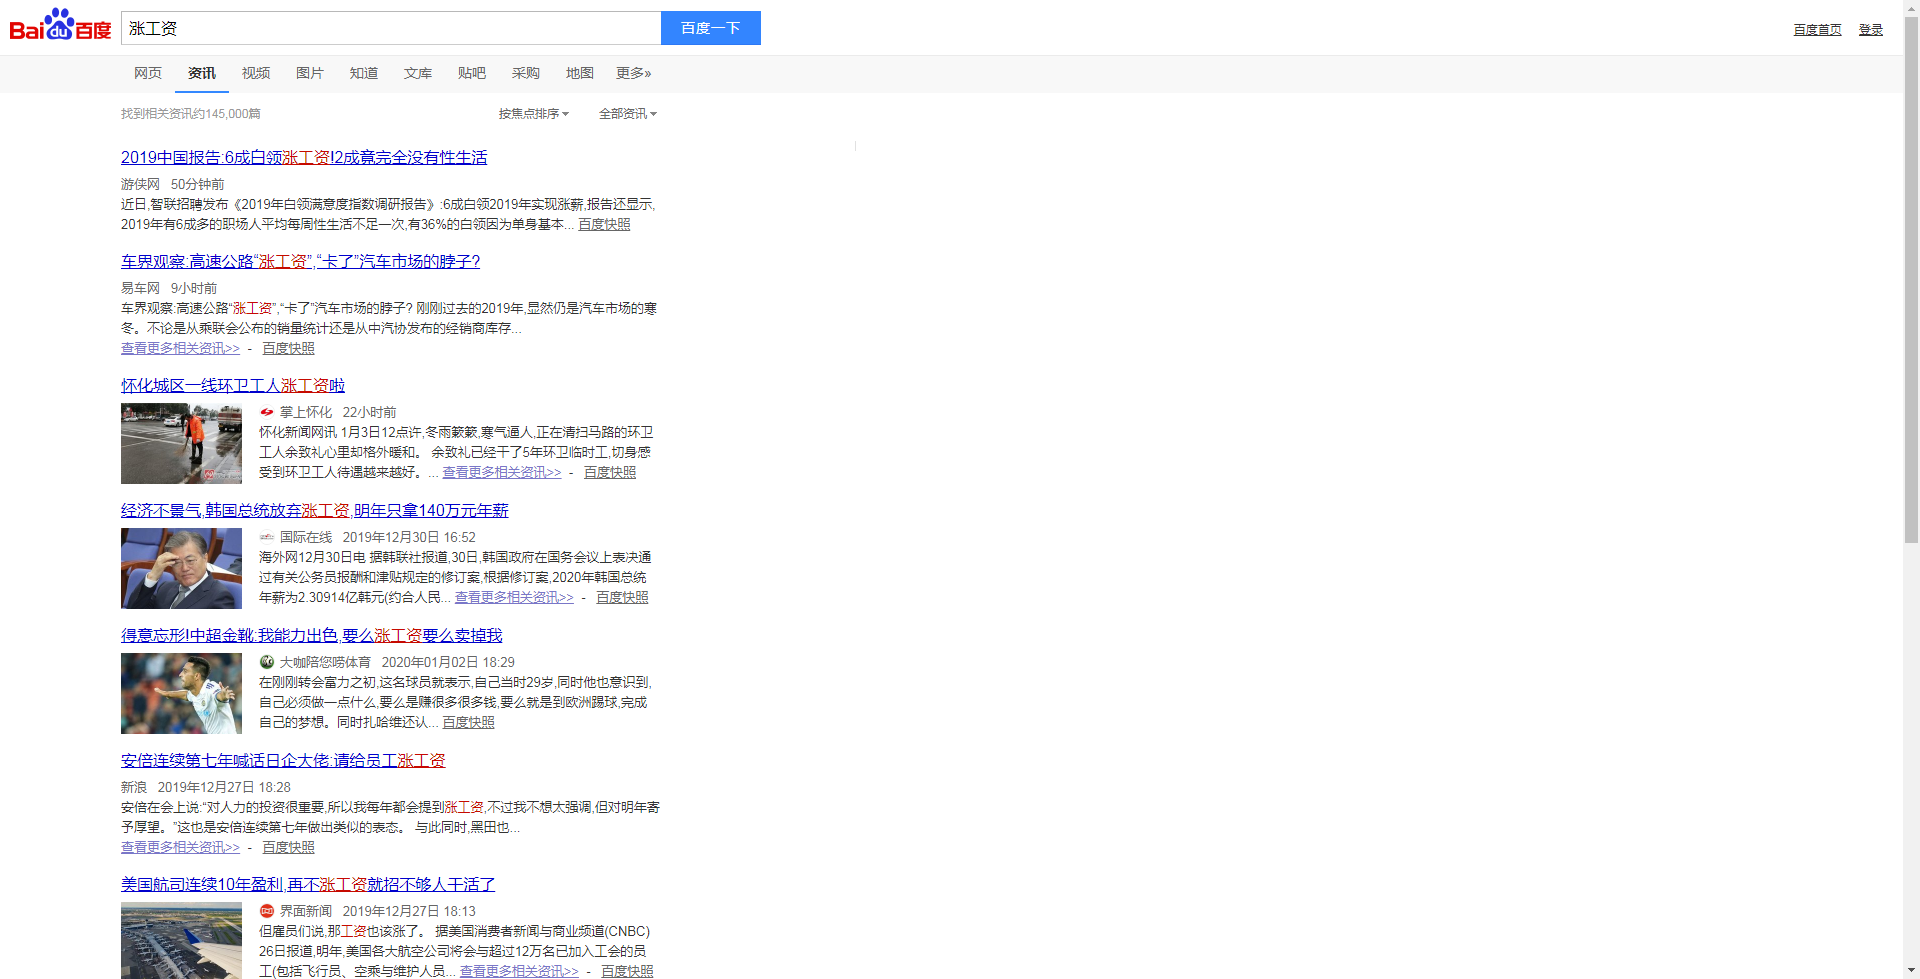 Baidu百度 涨工资 百度一下 百度首页 登录
网页 资讯 视频 图片 知道 文库 贴吧 采购 地图 更多»
找到相关资讯约145,000篇 按焦点排序 全部资讯
2019中国报告:6成白领涨工资!2成竟完全没有性生活
游侠网 50分钟前
近日,智联招聘发布《2019年白领满意度指数调研报告》:6成白领2019年实现涨薪,报告还显示,
2019年有6成多的职场人平均每周性生活不足一次,有36%的白领因为单身基本... 百度快照
车界观察:高速公路“涨工资”,“卡了”汽车市场的脖子?
易车网 9小时前
车界观察:高速公路“涨工资”,“卡了”汽车市场的脖子? 刚刚过去的2019年,显然仍是汽车市场的寒
冬。不论是从乘联会公布的销量统计还是从中汽协发布的经销商库存...
查看更多相关资讯>> - 百度快照
怀化城区一线环卫工人涨工资啦
掌上怀化 22小时前
怀化新闻网讯 1月3日12点许,冬雨簌簌,寒气逼人,正在清扫马路的环卫
工人余致礼心里却格外暖和。 余致礼已经干了5年环卫临时工,切身感
受到环卫工人待遇越来越好。... 查看更多相关资讯>> - 百度快照
经济不景气,韩国总统放弃涨工资,明年只拿140万元年薪
国际在线 2019年12月30日 16:52
海外网12月30日电 据韩联社报道,30日,韩国政府在国务会议上表决通
过有关公务员报酬和津贴规定的修订案,根据修订案,2020年韩国总统
年薪为2.30914亿韩元(约合人民... 查看更多相关资讯>> - 百度快照
得意忘形!中超金靴:我能力出色,要么涨工资要么卖掉我
大咖陪您唠体育 2020年01月02日 18:29
在刚刚转会富力之初,这名球员就表示,自己当时29岁,同时他也意识到,
自己必须做一点什么,要么是赚很多很多钱,要么就是到欧洲踢球,完成
自己的梦想。同时扎哈维还认... 百度快照
安倍连续第七年喊话日企大佬:请给员工涨工资
新浪 2019年12月27日 18:28
安倍在会上说:“对人力的投资很重要,所以我每年都会提到涨工资,不过我不想太强调,但对明年寄
予厚望。”这也是安倍连续第七年做出类似的表态。 与此同时,黑田也...
查看更多相关资讯>> - 百度快照
美国航司连续10年盈利,再不涨工资就招不够人干活了
界面新闻 2019年12月27日 18:13
但雇员们说,那工资也该涨了。 据美国消费者新闻与商业频道(CNBC)
26日报道,明年,美国各大航空公司将会与超过12万名已加入工会的员
工(包括飞行员、空乘与维护人员... 查看更多相关资讯>> - 百度快照